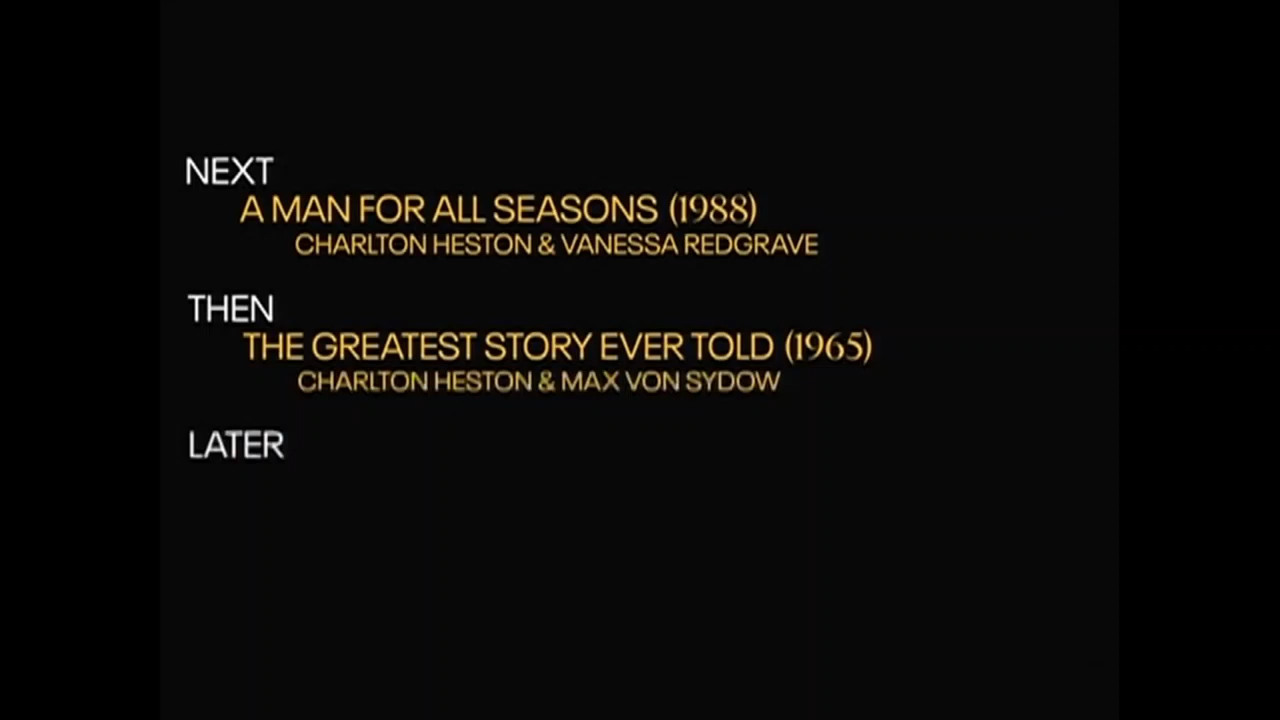 NEXT
A MAN FOR ALL SEASONS (1988)
CHARLTON HESTON & VANESSA REDGRAVE
THEN
THE GREATEST STORY EVER TOLD (1965)
CHARLTON HESTON & MAX VON SYDOW
LATER